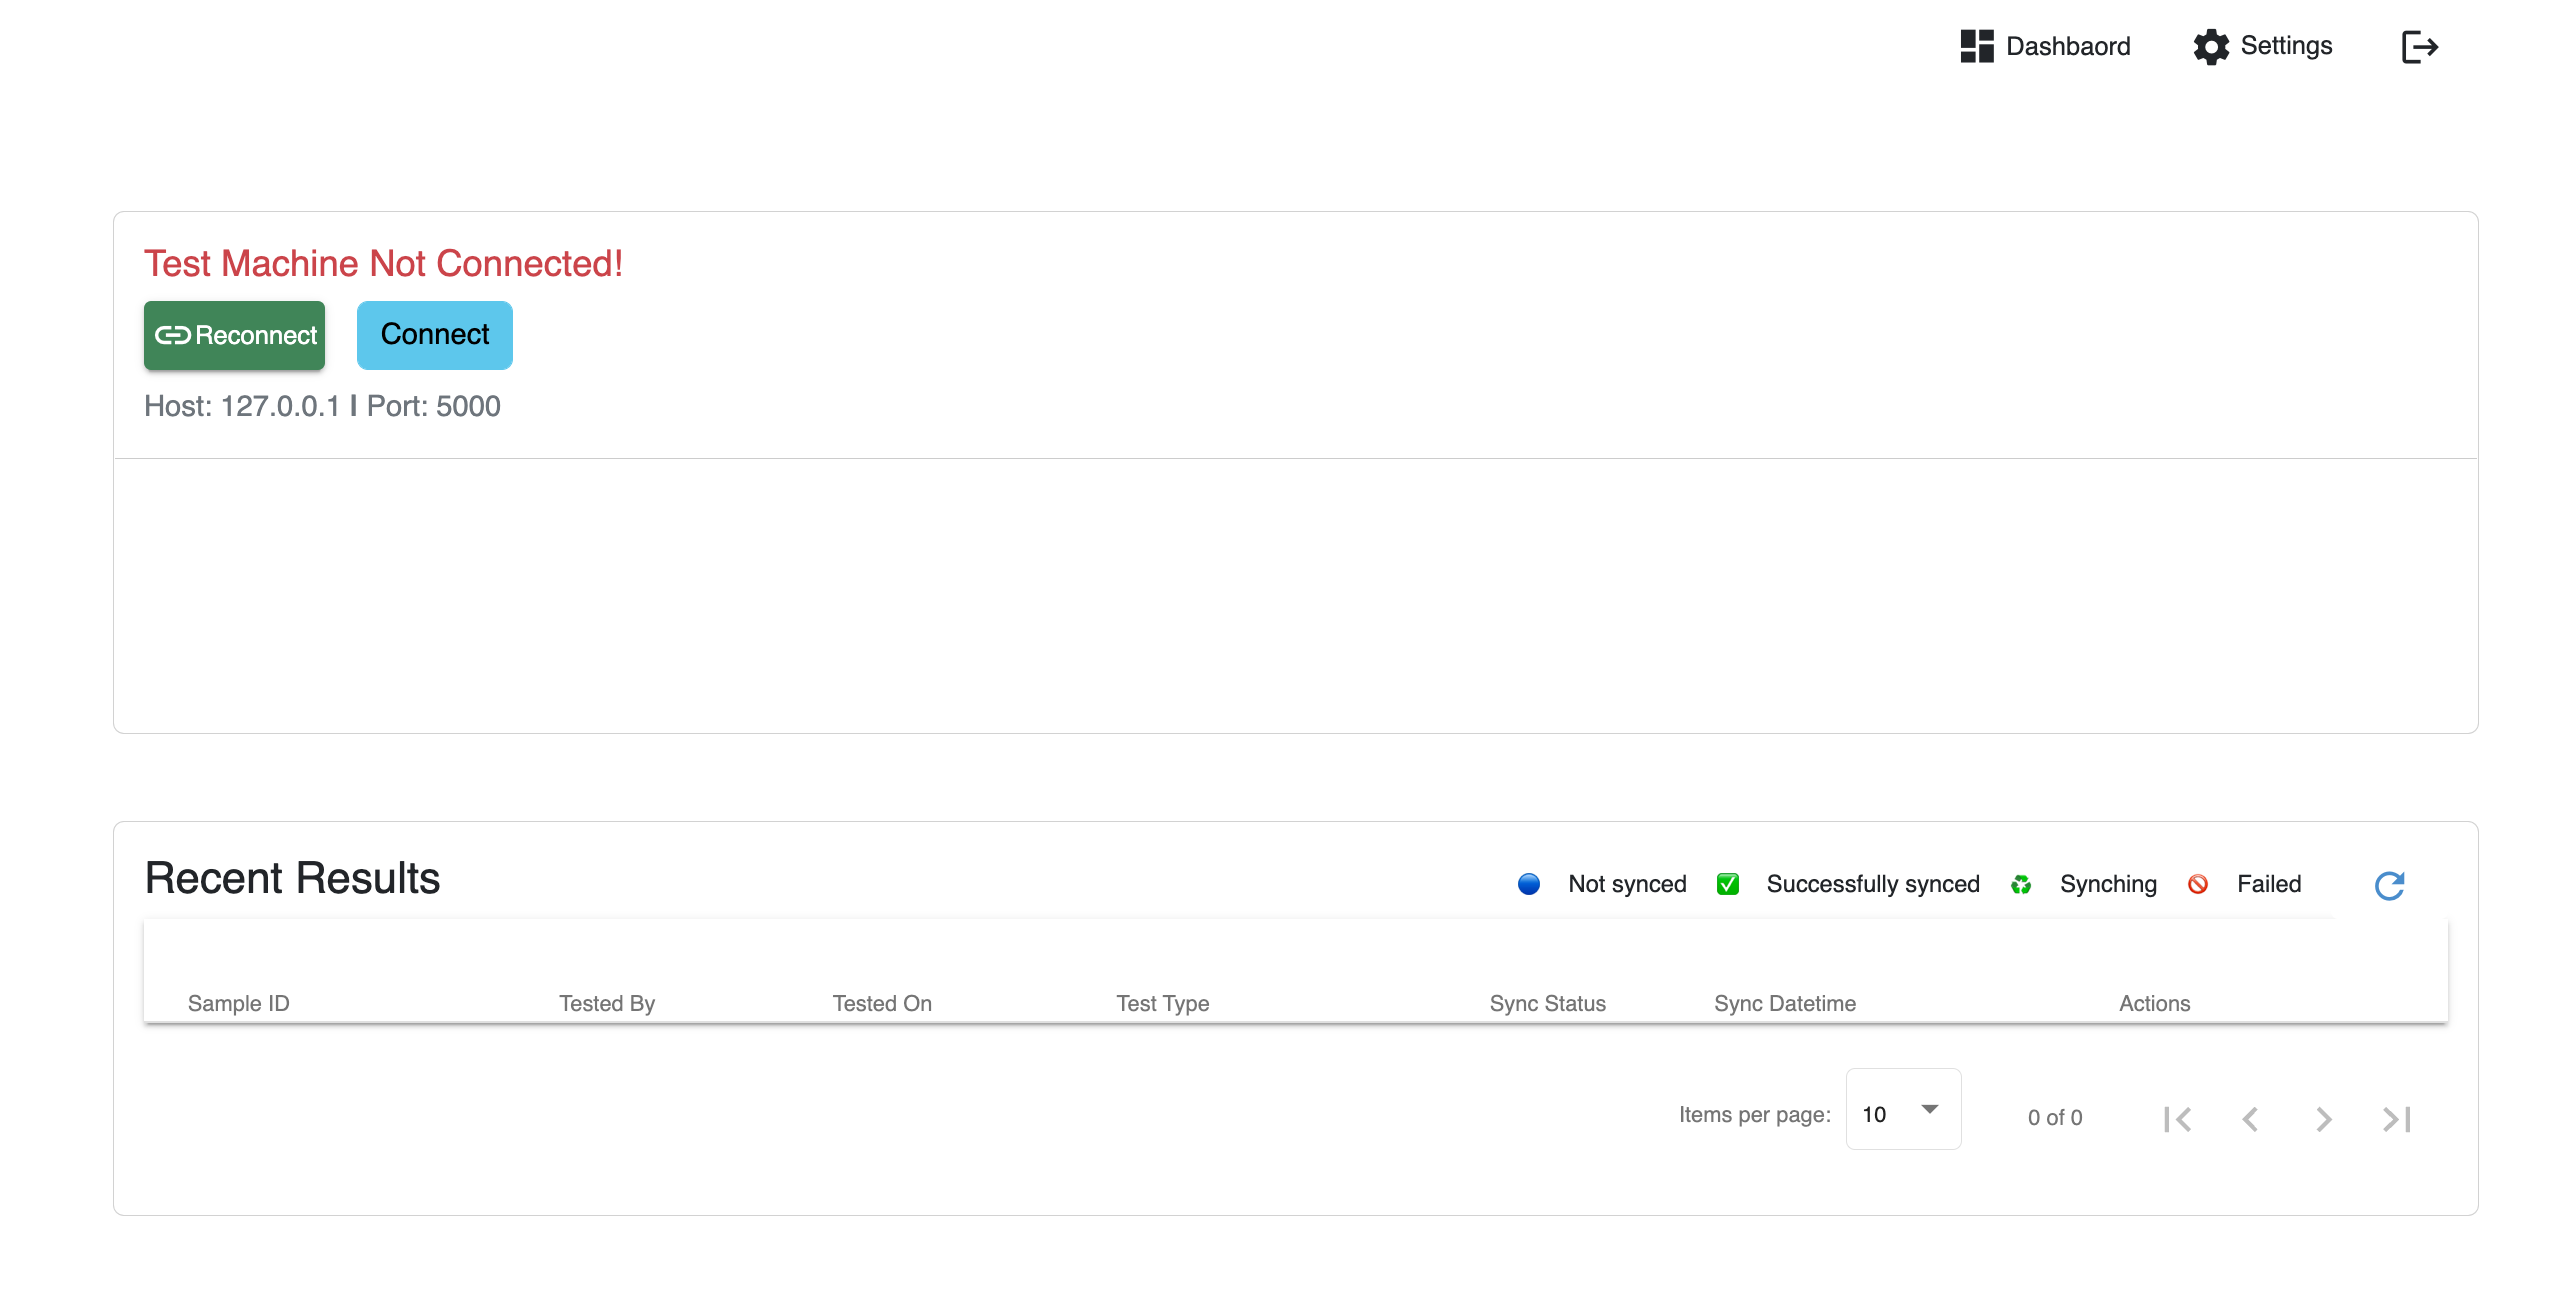 Dashbaord Settings
Test Machine Not Connected!
Reconnect Connect
Host: 127.0.0.1 | Port: 5000
Recent Results Not synced Successfully synced Synching Failed
Sample ID Tested By Tested On Test Type Sync Status Sync Datetime Actions
Items per page: 10 0 of 0